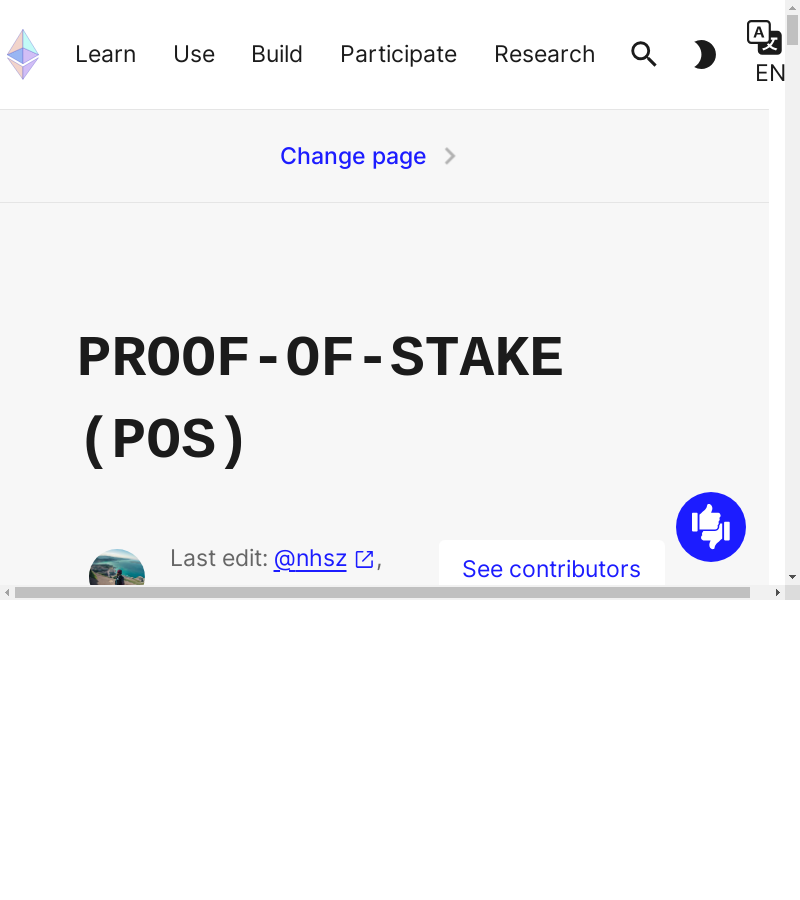 Learn Use Build Participate Research
EN
Change page
PROOF-OF-STAKE
(POS)
Last edit: @nhsz,
See contributors